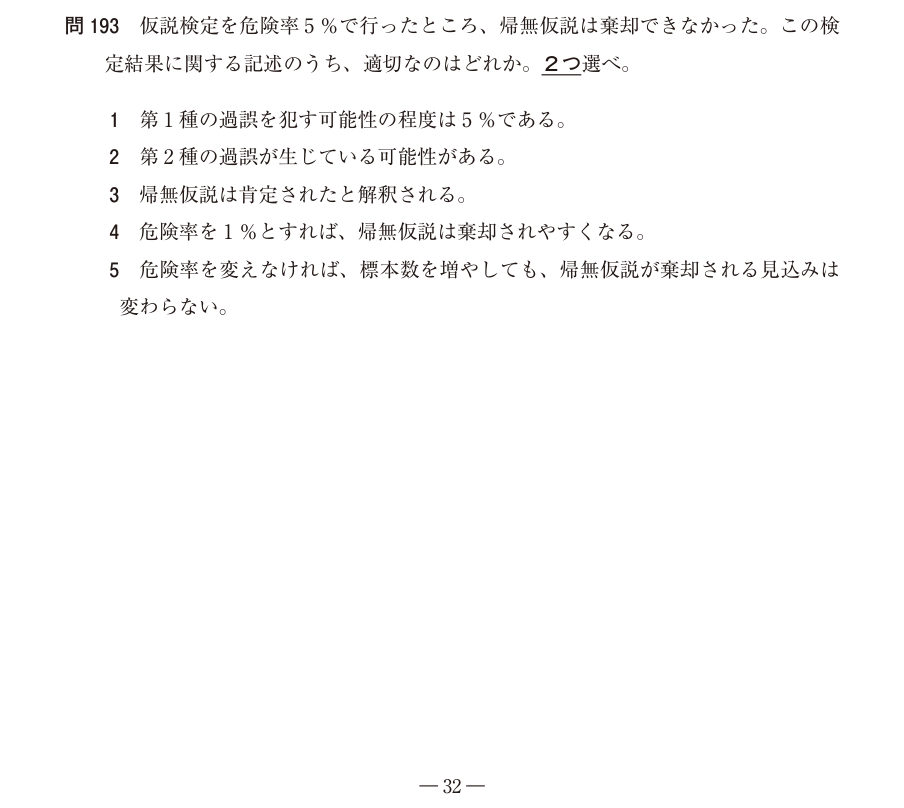 問 193　仮説検定を危険率５％で行ったところ、帰無仮説は棄却できなかった。この検
定結果に関する記述のうち、適切なのはどれか。２つ選べ。
1　第１種の過誤を犯す可能性の程度は５％である。
2　第２種の過誤が生じている可能性がある。
3　帰無仮説は肯定されたと解釈される。
4　危険率を１％とすれば、帰無仮説は棄却されやすくなる。
5　危険率を変えなければ、標本数を増やしても、帰無仮説が棄却される見込みは
変わらない。
― 32 ―